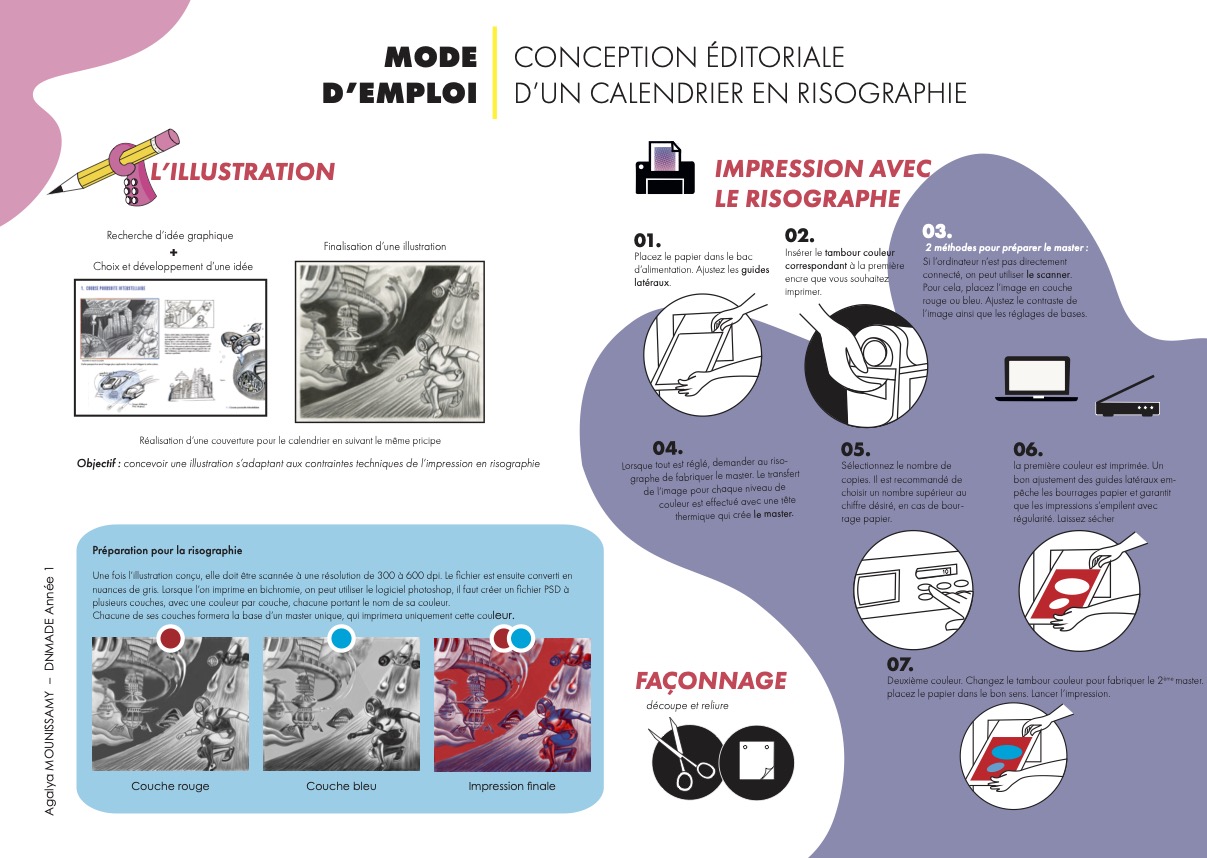 MODE
D'EMPLOI
CONCEPTION ÉDITORIALE
D'UN CALENDRIER EN RISOGRAPHIE
L'ILLUSTRATION
Recherche d'idée graphique
+
Choix et développement d'une idée
Finalisation d'une illustration
1. COURSE POURSUITE INTERSTELLAIRE
Réalisation d'une couverture pour le calendrier en suivant le même pricipe
Objectif : concevoir une illustration s'adaptant aux contraintes techniques de l'impression en risographie
Préparation pour la risographie
Une fois l'illustration conçu, elle doit être scannée à une résolution de 300 à 600 dpi. Le fichier est ensuite converti en
nuances de gris. Lorsque l'on imprime en bichromie, on peut utiliser le logiciel photoshop, il faut créer un fichier PSD à
plusieurs couches, avec une couleur par couche, chacune portant le nom de sa couleur.
Chacune de ses couches formera la base d'un master unique, qui imprimera uniquement cette couleur.
Couche rouge
Couche bleu
Impression finale
Agalya MOUNISSAMY – DNMADE Année 1
IMPRESSION AVEC
LE RISOGRAPHE
01.
Placez le papier dans le bac
d'alimentation. Ajustez les guides
latéraux.
02.
Insérer le tambour couleur
correspondant à la première
encre que vous souhaitez
imprimer.
03.
2 méthodes pour préparer le master :
Si l'ordinateur n'est pas directement
connecté, on peut utiliser le scanner.
Pour cela, placez l'image en couche
rouge ou bleu. Ajustez le contraste de
l'image ainsi que les réglages de bases.
04.
Lorsque tout est réglé, demander au riso-
graphe de fabriquer le master. Le transfert
de l'image pour chaque niveau de
couleur est effectué avec une tête
thermique qui crée le master.
05.
Sélectionnez le nombre de
copies. Il est recommandé de
choisir un nombre supérieur au
chiffre désiré, en cas de bour-
rage papier.
06.
la première couleur est imprimée. Un
bon ajustement des guides latéraux em-
pêche les bourrages papier et garantit
que les impressions s'empilent avec
régularité. Laissez sécher
10
07.
Deuxième couleur. Changez le tambour couleur pour fabriquer le 2ème master.
placez le papier dans le bon sens. Lancer l'impression.
FAÇONNAGE
découpe et reliure